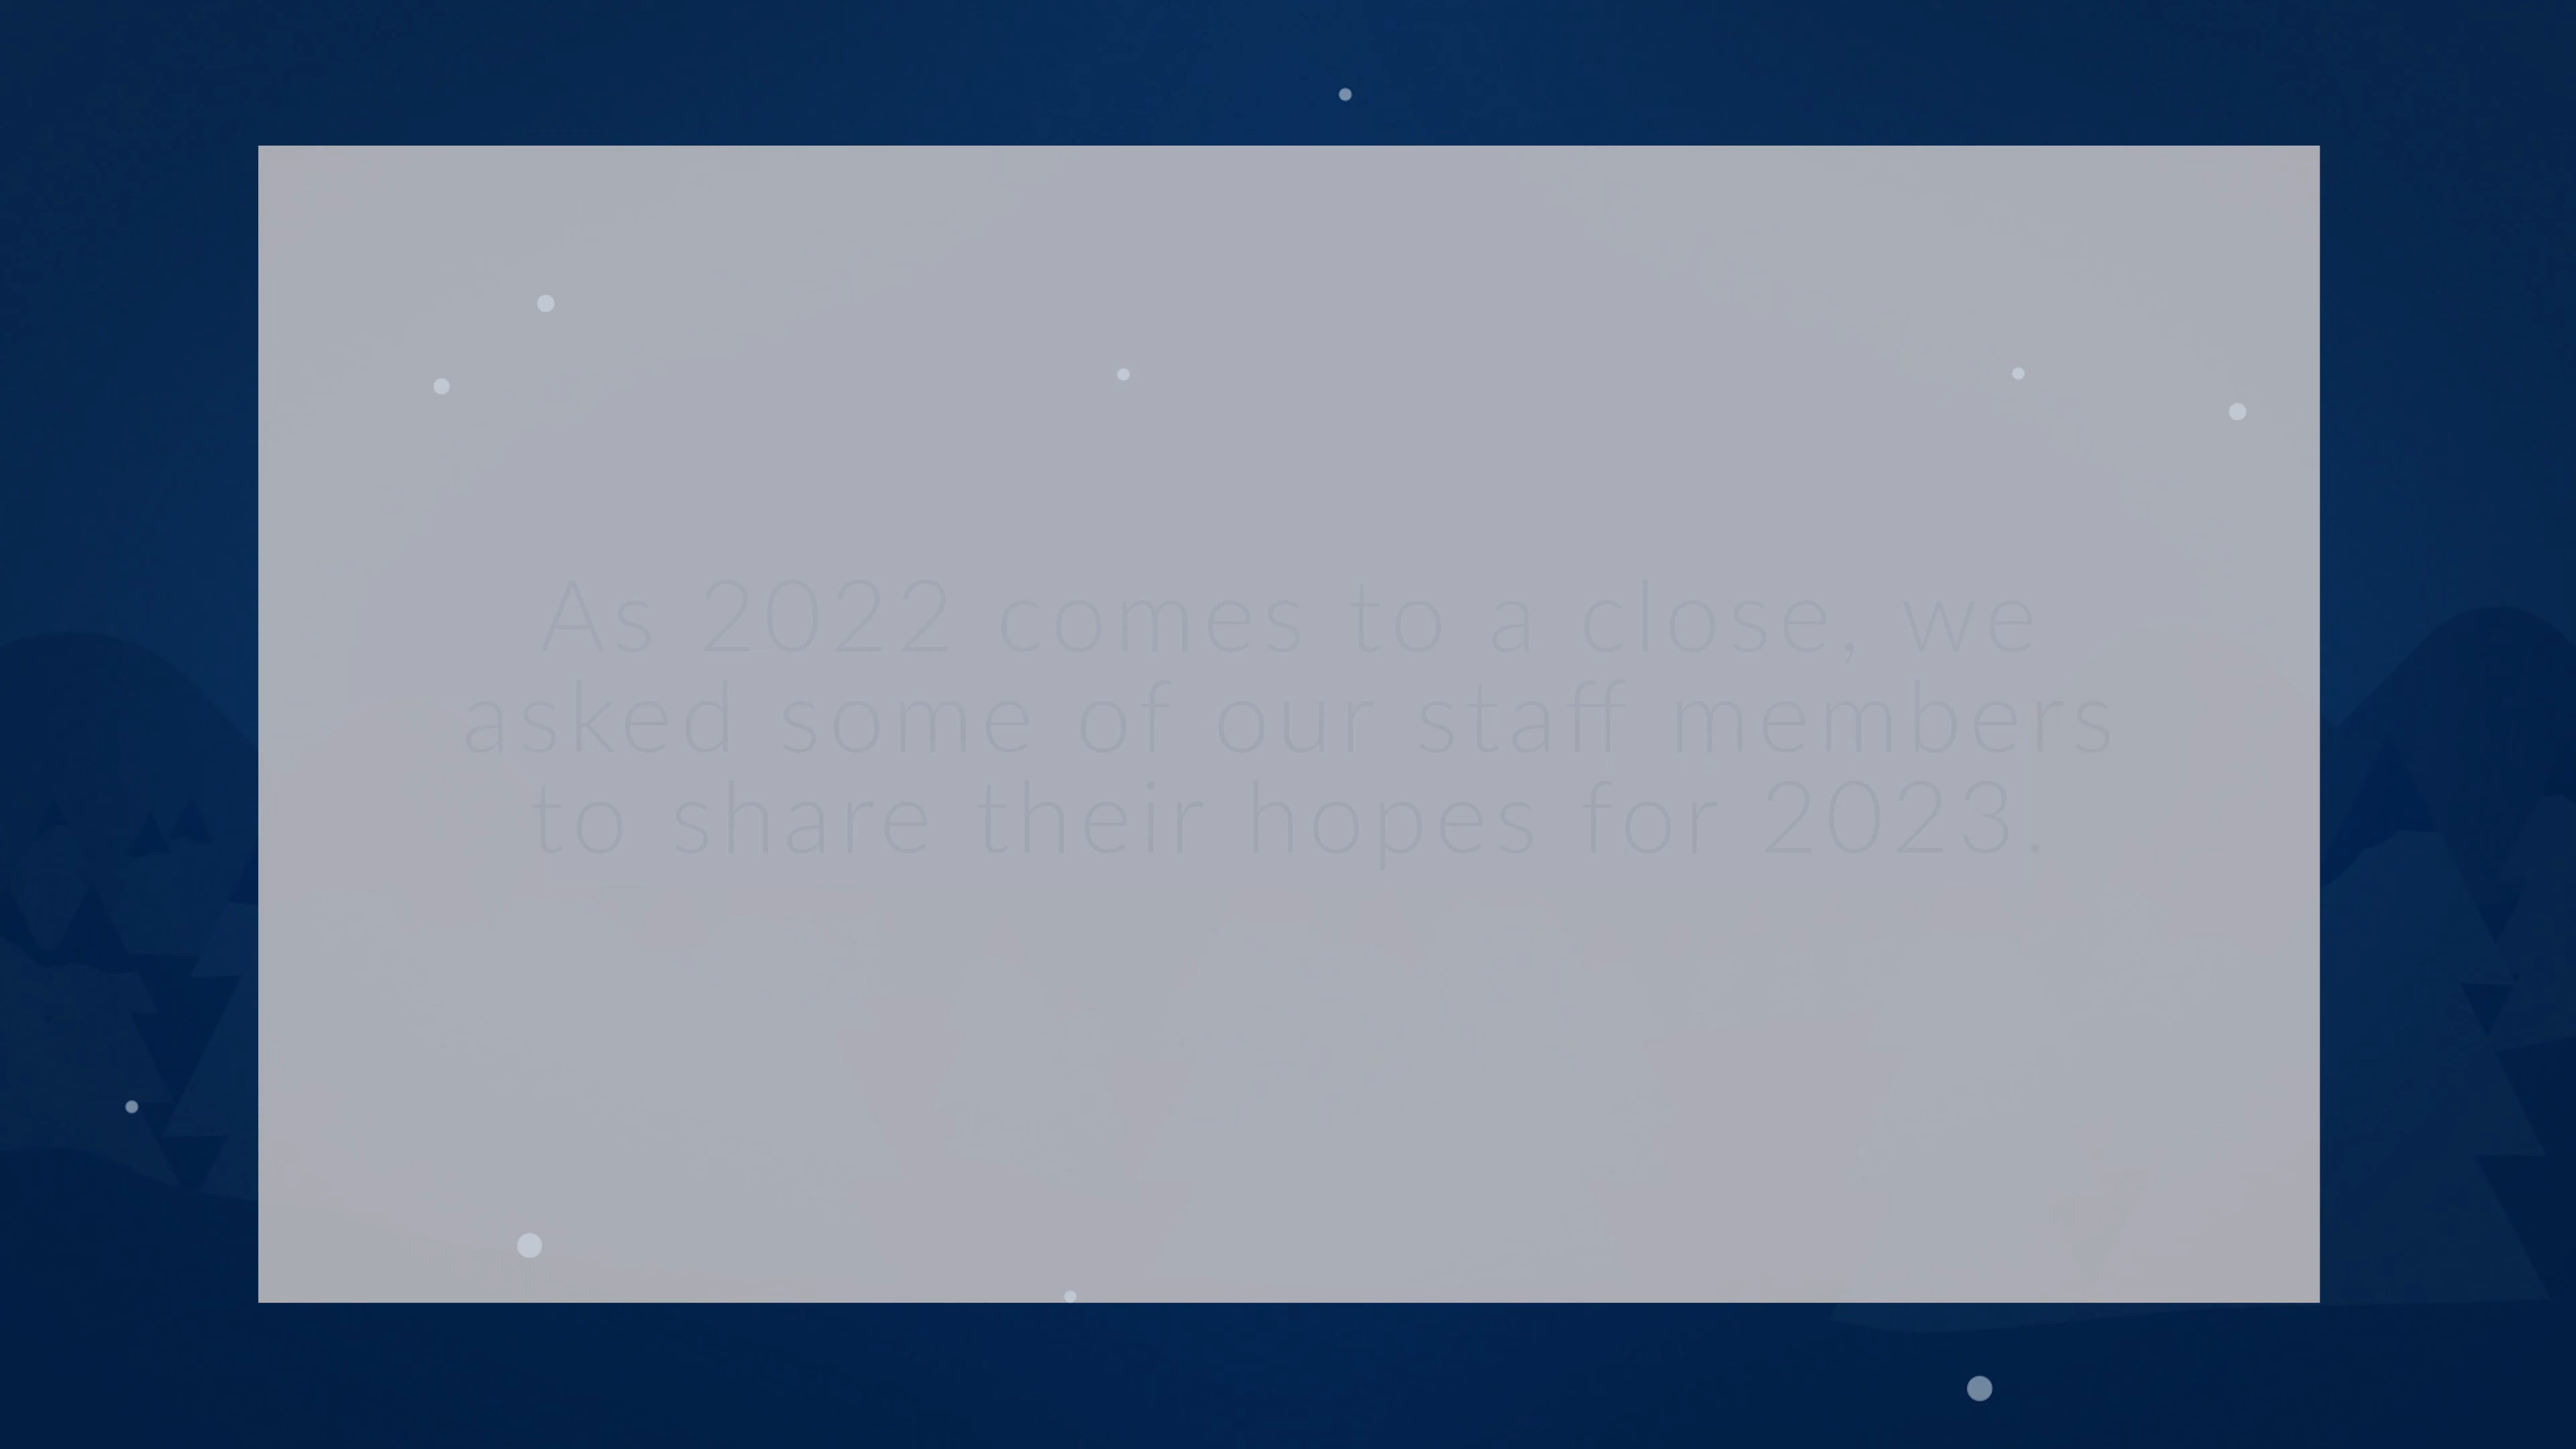 As 2022 comes to a close, we
asked some of our staff members
to share their hopes for 2023.